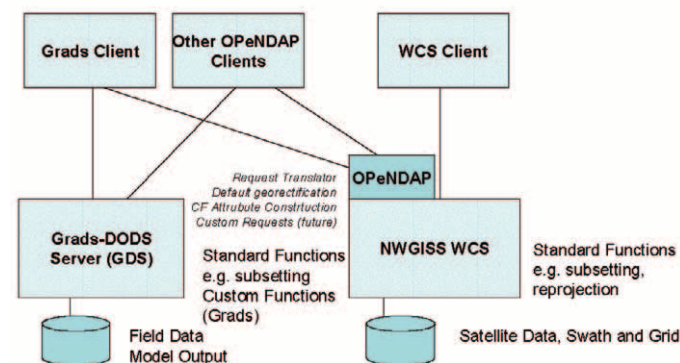 Grads Client
Other OPeNDAP
Clients
WCS Client
Request Translator
Default georectification
CF Attrubute Constrtuction
Custom Requests (future)
OPeNDAP
Grads-DODS
Server (GDS)
Standard Functions
e.g. subsetting
Custom Functions
(Grads)
NWGISS WCS
Standard Functions
e.g. subsetting,
reprojection
Field Data
Model Output
Satellite Data, Swath and Grid